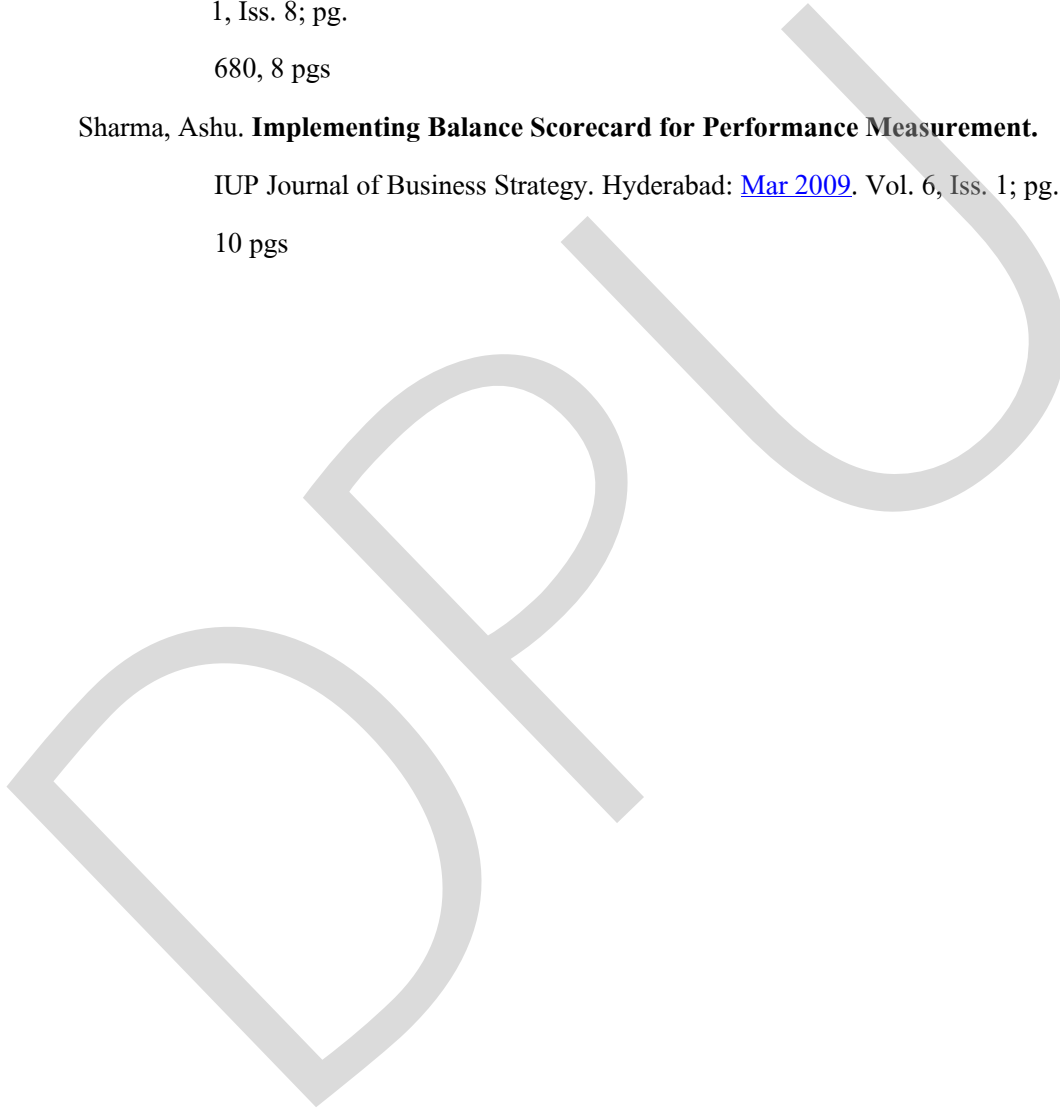 1, Iss. 8; pg.
680, 8 pgs
Sharma, Ashu. Implementing Balance Scorecard for Performance Measurement.
IUP Journal of Business Strategy. Hyderabad: Mar 2009. Vol. 6, Iss. 1; pg.
10 pgs
DPU